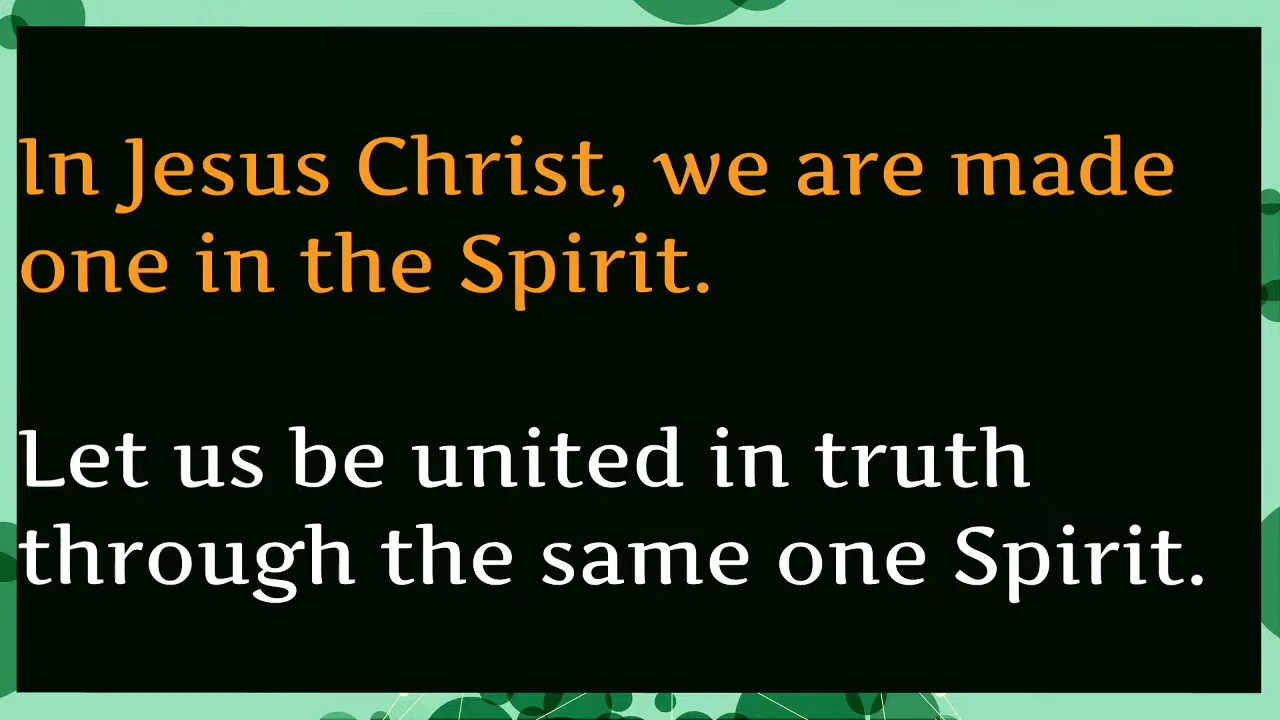 In Jesus Christ, we are made
one in the Spirit.
Let us be united in truth
through the same one Spirit.